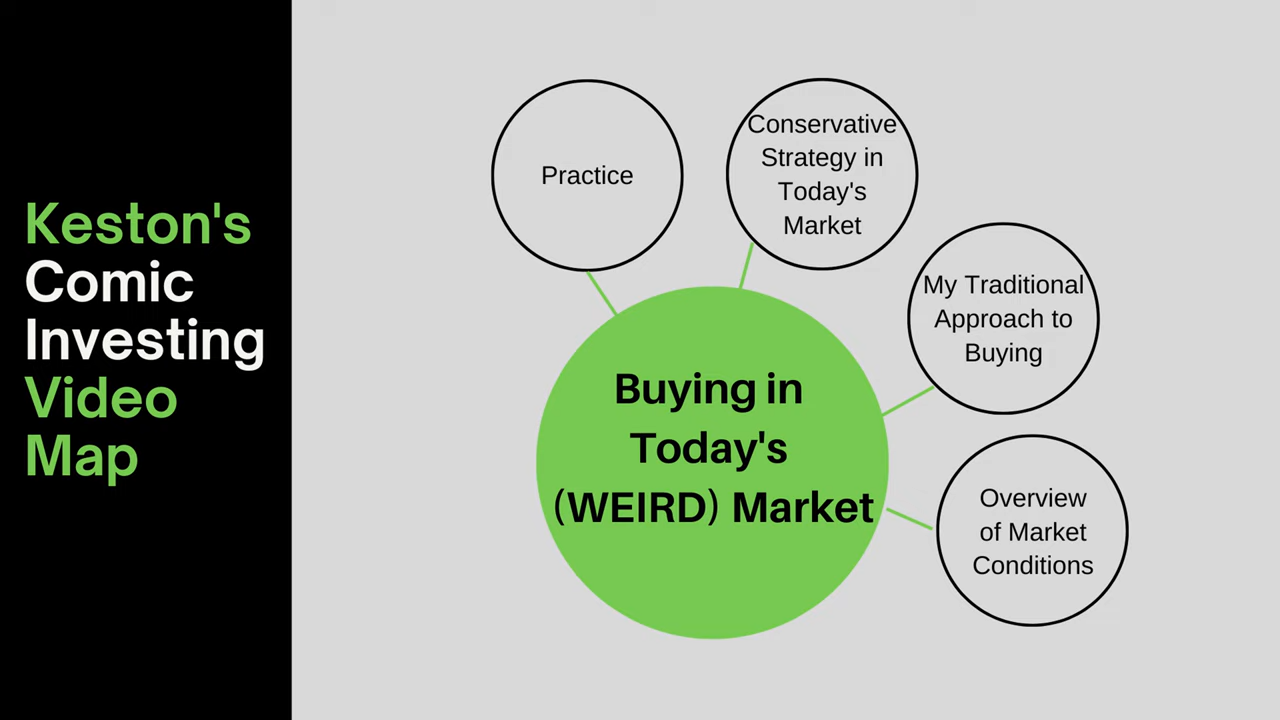 Keston's
Comic
Investing
Video
Map
Practice
Conservative
Strategy in
Today's
Market
My Traditional
Approach to
Buying
Overview
of Market
Conditions
Buying in
Today's
(WEIRD) Market